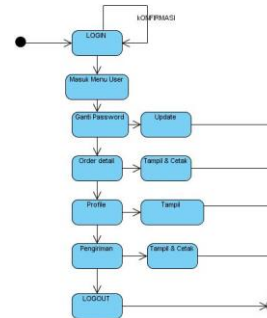 kONFIRMASI
LOGIN
Masuk Menu User
Ganti Password
Update
Order detail
Tampil & Cetak
Profile
Tampil
Pengiriman
Tampil & Cetak
LOGOUT